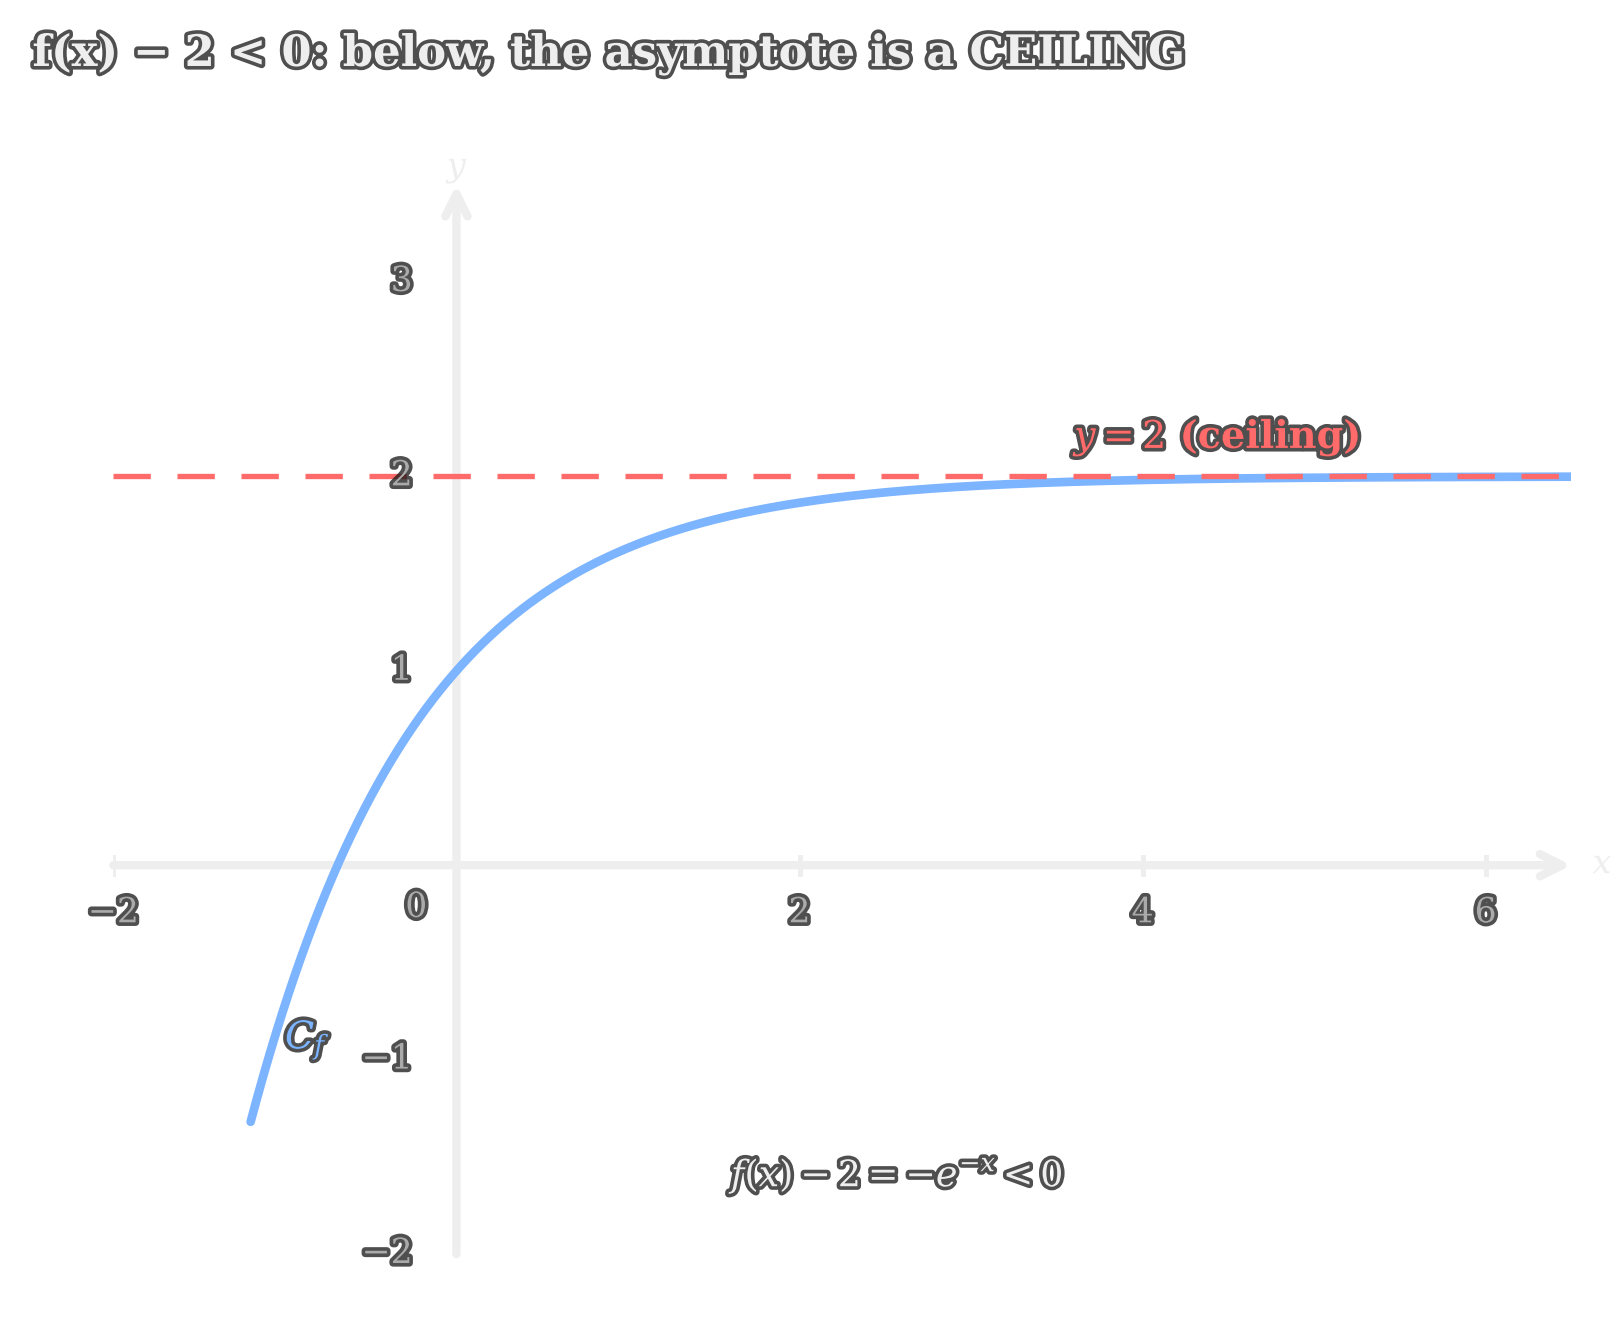 f(x) − 2 < 0: below, the asymptote is a CEILING
y
3
y = 2 (ceiling)
2
1
x
−2 0 2 4 6
C_f
−1
f(x) − 2 = −e^{−x} < 0
−2